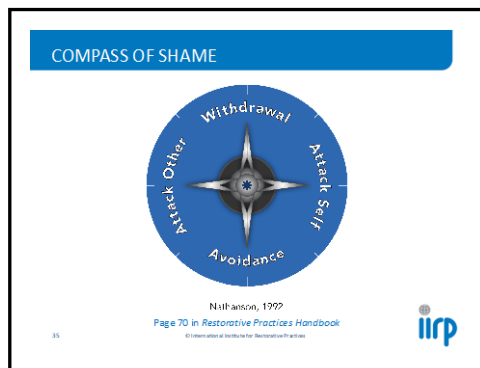 COMPASS OF SHAME
Withdrawal
Attack Other
Attack Self
Avoidance
Nathanson, 1992
Page 70 in Restorative Practices Handbook
35
© International Institute for Restorative Practices
iirp